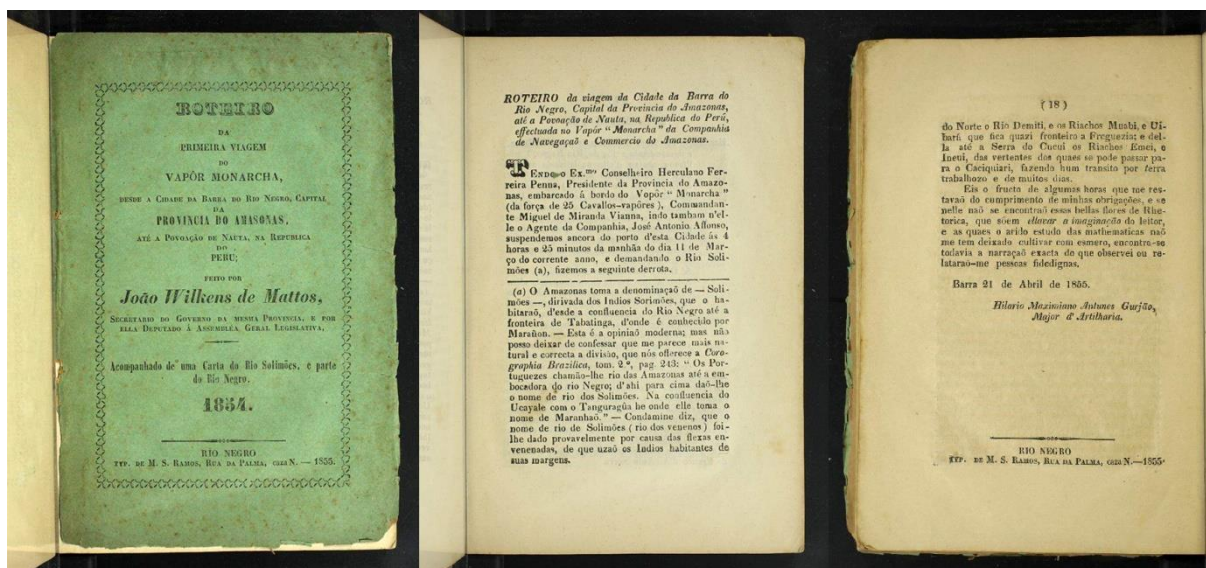 ROTEIRO
DA
PRIMEIRA VIAGEM
DO
VAPÔR MONARCHA,
DESDE A CIDADE DA BARRA DO RIO NEGRO, CAPITAL
DA
PROVINCIA DO AMASONAS,
ATÉ A POVOAÇÃO DE NAUTA, NA REPUBLICA
DO
PERU;
FEITO POR
João Wilkens de Mattos,
SECRETARIO DO GOVERNO DA MESMA PROVINCIA, E POR
ELLA DEPUTADO Á ASSEMBLÉA GERAL LEGISLATIVA,
Acompanhado de uma Carta do Rio Solimões, e parte
do Rio Negro.
1854.
RIO NEGRO
TYP. DE M. S. RAMOS, RUA DA PALMA, CASA N. — 1855.
ROTEIRO da viagem da Cidade da Barra do
Rio Negro, Capital da Provincia do Amazonas,
até a Povoação de Nauta, na Republica do Perú,
effectuada no Vapôr “ Monarcha ” da Companhia
de Navegaçaõ e Commercio do Amazonas.
TENDO o Ex.mo Conselheiro Herculano Fer-
reira Penna, Presidente da Provincia do Amazo-
nas, embarcado á bordo do Vopôr “ Monarcha ”
(da força de 25 Cavallos-vapôres ), Commandan-
te Miguel de Miranda Vianna, indo tambem n'el-
le o Agente da Companhia, José Antonio Affonso,
suspendemos ancora do porto d'esta Cidade ás 4
horas e 25 minutos da manhãa do dia 11 de Mar-
ço do corrente anno, e demandando o Rio Soli-
mões (a), fizemos a seguinte derrota.
(a) O Amazonas toma a denominaçaõ de — Soli-
mões —, dirivada dos Indios Sorimões, que o ha-
bitaraõ, d'esde a confluencia do Rio Negro até a
fronteira de Tabatinga, d'onde é conhecido por
Marañon. — Esta é a opiniaõ moderna; mas não
posso deixar de confessar que me parece mais na-
tural e correcta a divisão, que nós offerece a Coro-
graphia Brazilica, tom. 2.º, pag. 243: “ Os Por-
tuguezes chamão-lhe rio das Amazonas até a em-
bocadora do rio Negro; d'ahi para cima daõ-lhe
o nome de rio dos Solimões. Na confluencia do
Ucayale com o Tanguragúa he onde elle toma o
nome de Maranhaõ. ” — Condamine diz, que o
nome de rio de Solimões ( rio dos venenos ) foi-
lhe dado provavelmente por causa das flexas en-
venenadas, de que uzaõ os Indios habitantes de
suas margens.
( 18 )
do Norte o Rio Demiti, e os Riachos Muabi, e Ui-
bará que fica quazi fronteiro a Freguezia; e del-
la até a Serra do Cucui os Riachos Emei, e
Ineui, das vertentes dos quaes se pode passar pa-
ra o Caciquiari, fazendo hum transito por terra
trabalhozo e de muitos dias.
Eis o fructo de algumas horas que me res-
tavaõ do cumprimento de minhas obrigações, e se
nelle naõ se encontraõ essas bellas flores de Rhe-
torica, que sõem ellavar a imaginação do leitor,
e as quaes o arido estudo das mathematicas naõ
me tem deixado cultivar com esmero, encontra-se
todavia a narraçaõ exacta de que observei ou re-
lataraõ-me pessoas fidedignas.
Barra 21 de Abril de 1855.
Hilario Maximiano Antunes Gurjão,
Major d' Artilharia.
RIO NEGRO
TYP. DE M. S. RAMOS, RUA DA PALMA, CASA N.—1855